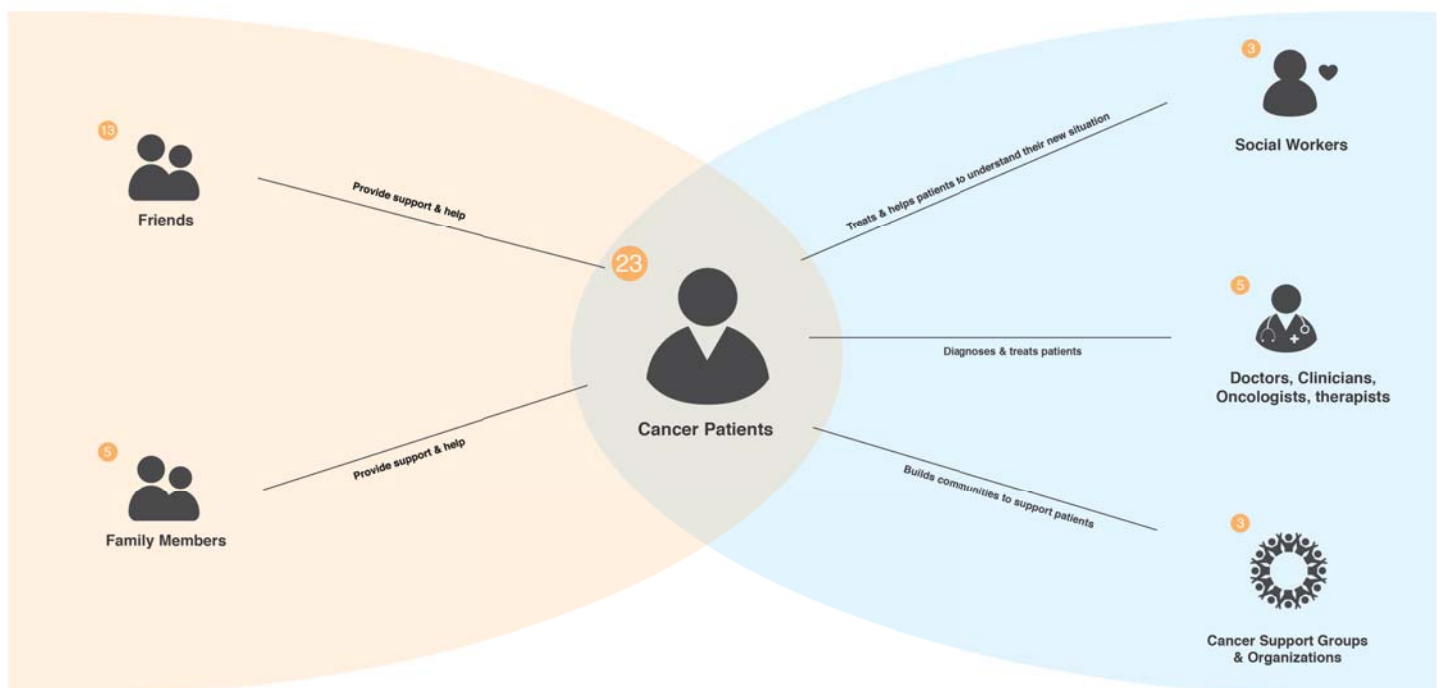 13
Friends
Provide support & help
5
Family Members
Provide support & help
23
Cancer Patients
3
Social Workers
Treats & helps patients to understand their new situation
5
Doctors, Clinicians,
Oncologists, therapists
Diagnoses & treats patients
3
Cancer Support Groups
& Organizations
Builds communities to support patients